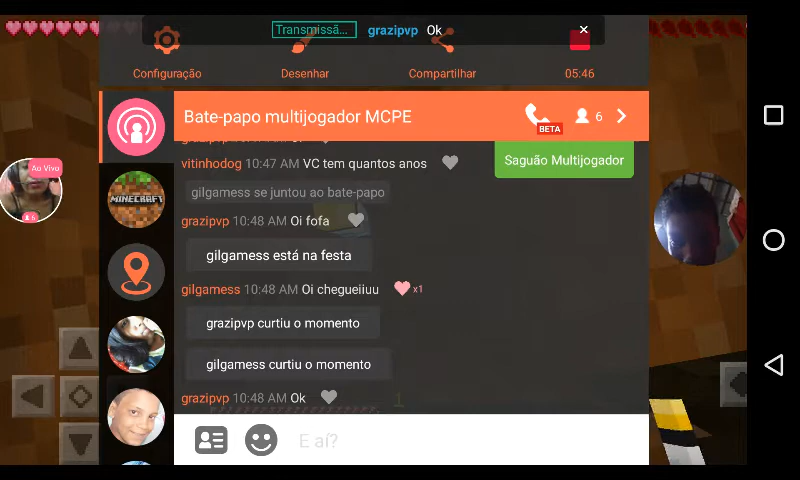 Transmissã... grazipvp Ok
Configuração
Desenhar
Compartilhar
05:46
Bate-papo multijogador MCPE
BETA
6
Saguão Multijogador
vitinhodog 10:47 AM VC tem quantos anos
gilgamess se juntou ao bate-papo
grazipvp 10:48 AM Oi fofa
gilgamess está na festa
gilgamess 10:48 AM Oi chegueiiuu x1
grazipvp curtiu o momento
gilgamess curtiu o momento
grazipvp 10:48 AM Ok
1
E aí?
Ao Vivo
6
MINECRAFT